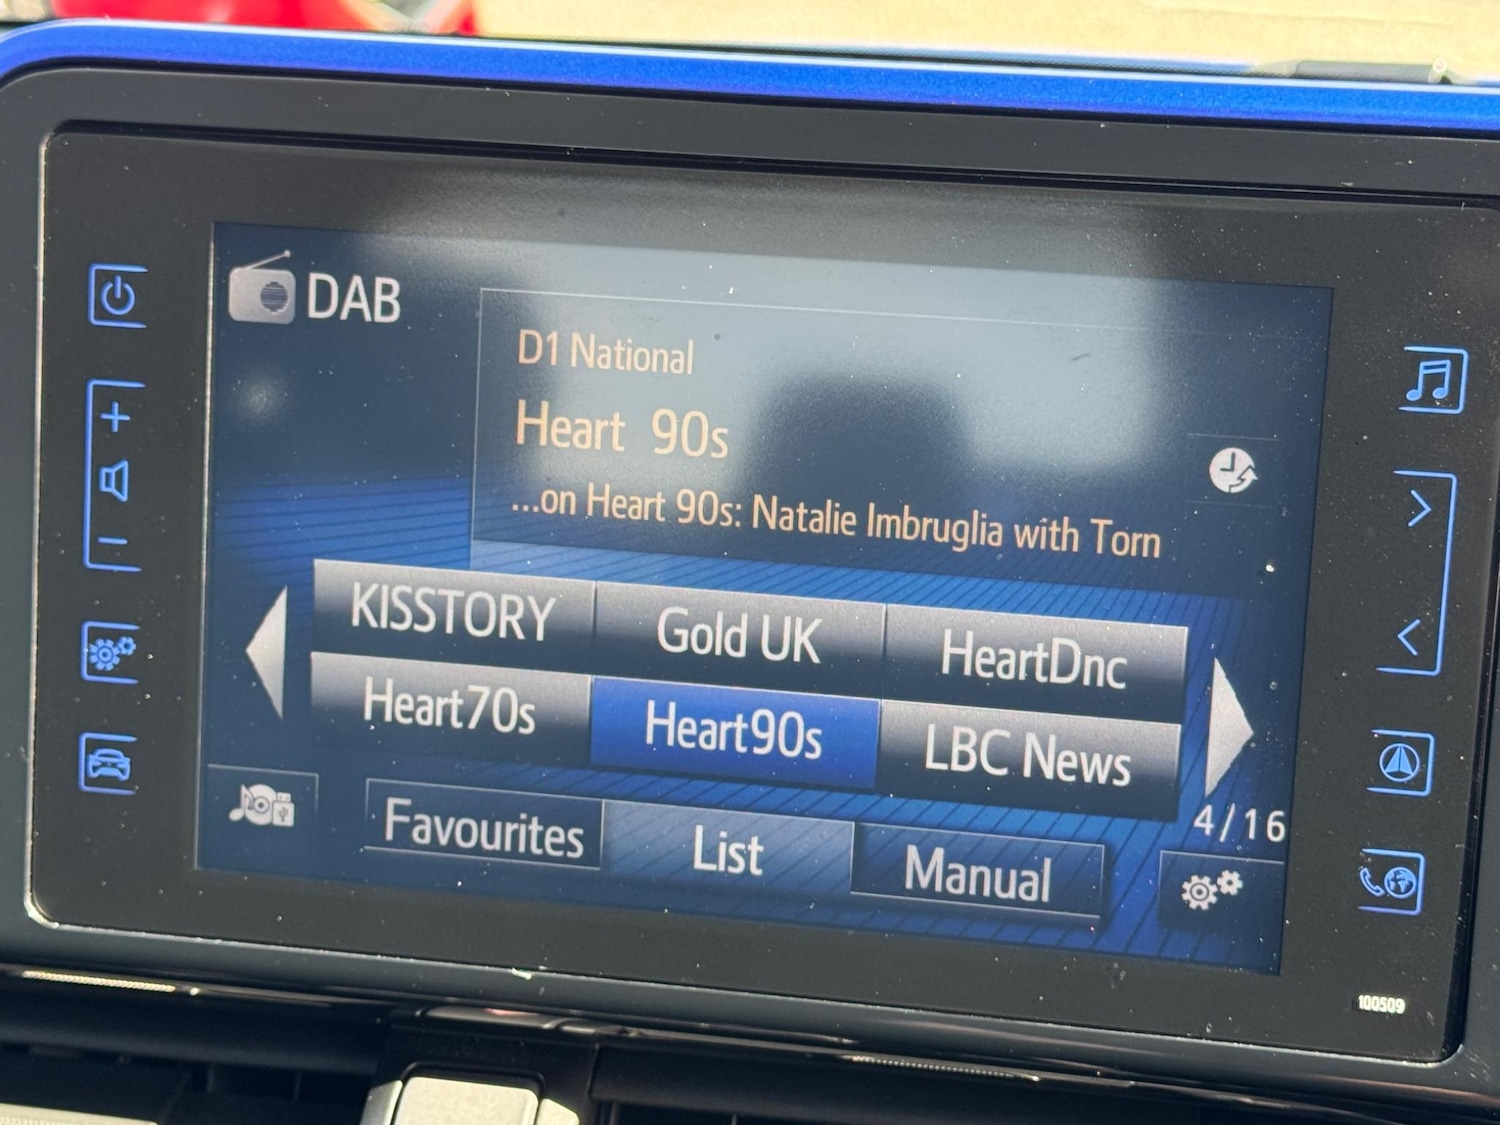 DAB
D1 National
Heart 90s
...on Heart 90s: Natalie Imbruglia with Torn
KISSTORY Gold UK HeartDnc
Heart70s Heart90s LBC News
4/16
Favourites List Manual
100509